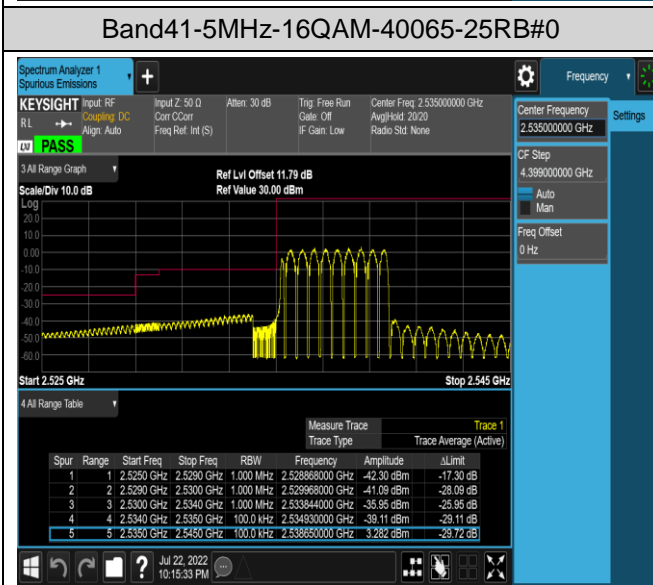 Band41-5MHz-16QAM-40065-25RB#0
Spectrum Analyzer 1
Spurious Emissions
+
Frequency
KEYSIGHT
RL
Input: RF
Coupling: DC
Align: Auto
Input Z: 50 Ω
Corr CCorr
Freq Ref: Int (S)
Atten: 30 dB
Trig: Free Run
Gate: Off
IF Gain: Low
Center Freq: 2.535000000 GHz
Avg|Hold: 20/20
Radio Std: None
LXI PASS
Center Frequency
2.535000000 GHz
Settings
CF Step
4.399000000 GHz
Auto
Man
Freq Offset
0 Hz
3 All Range Graph
Ref Lvl Offset 11.79 dB
Scale/Div 10.0 dB
Ref Value 30.00 dBm
Log
20.0
10.0
0.00
-10.0
-20.0
-30.0
-40.0
-50.0
-60.0
Start 2.525 GHz
Stop 2.545 GHz
4 All Range Table
Measure Trace Trace 1
Trace Type Trace Average (Active)
Spur Range Start Freq Stop Freq RBW Frequency Amplitude ΔLimit
1 1 2.5250 GHz 2.5290 GHz 1.000 MHz 2.528868000 GHz -42.30 dBm -17.30 dB
2 2 2.5290 GHz 2.5300 GHz 1.000 MHz 2.529968000 GHz -41.09 dBm -28.09 dB
3 3 2.5300 GHz 2.5340 GHz 1.000 MHz 2.533844000 GHz -35.95 dBm -25.95 dB
4 4 2.5340 GHz 2.5350 GHz 100.0 kHz 2.534930000 GHz -39.11 dBm -29.11 dB
5 5 2.5350 GHz 2.5450 GHz 100.0 kHz 2.538650000 GHz 3.282 dBm -29.72 dB
?
Jul 22, 2022
10:15:33 PM